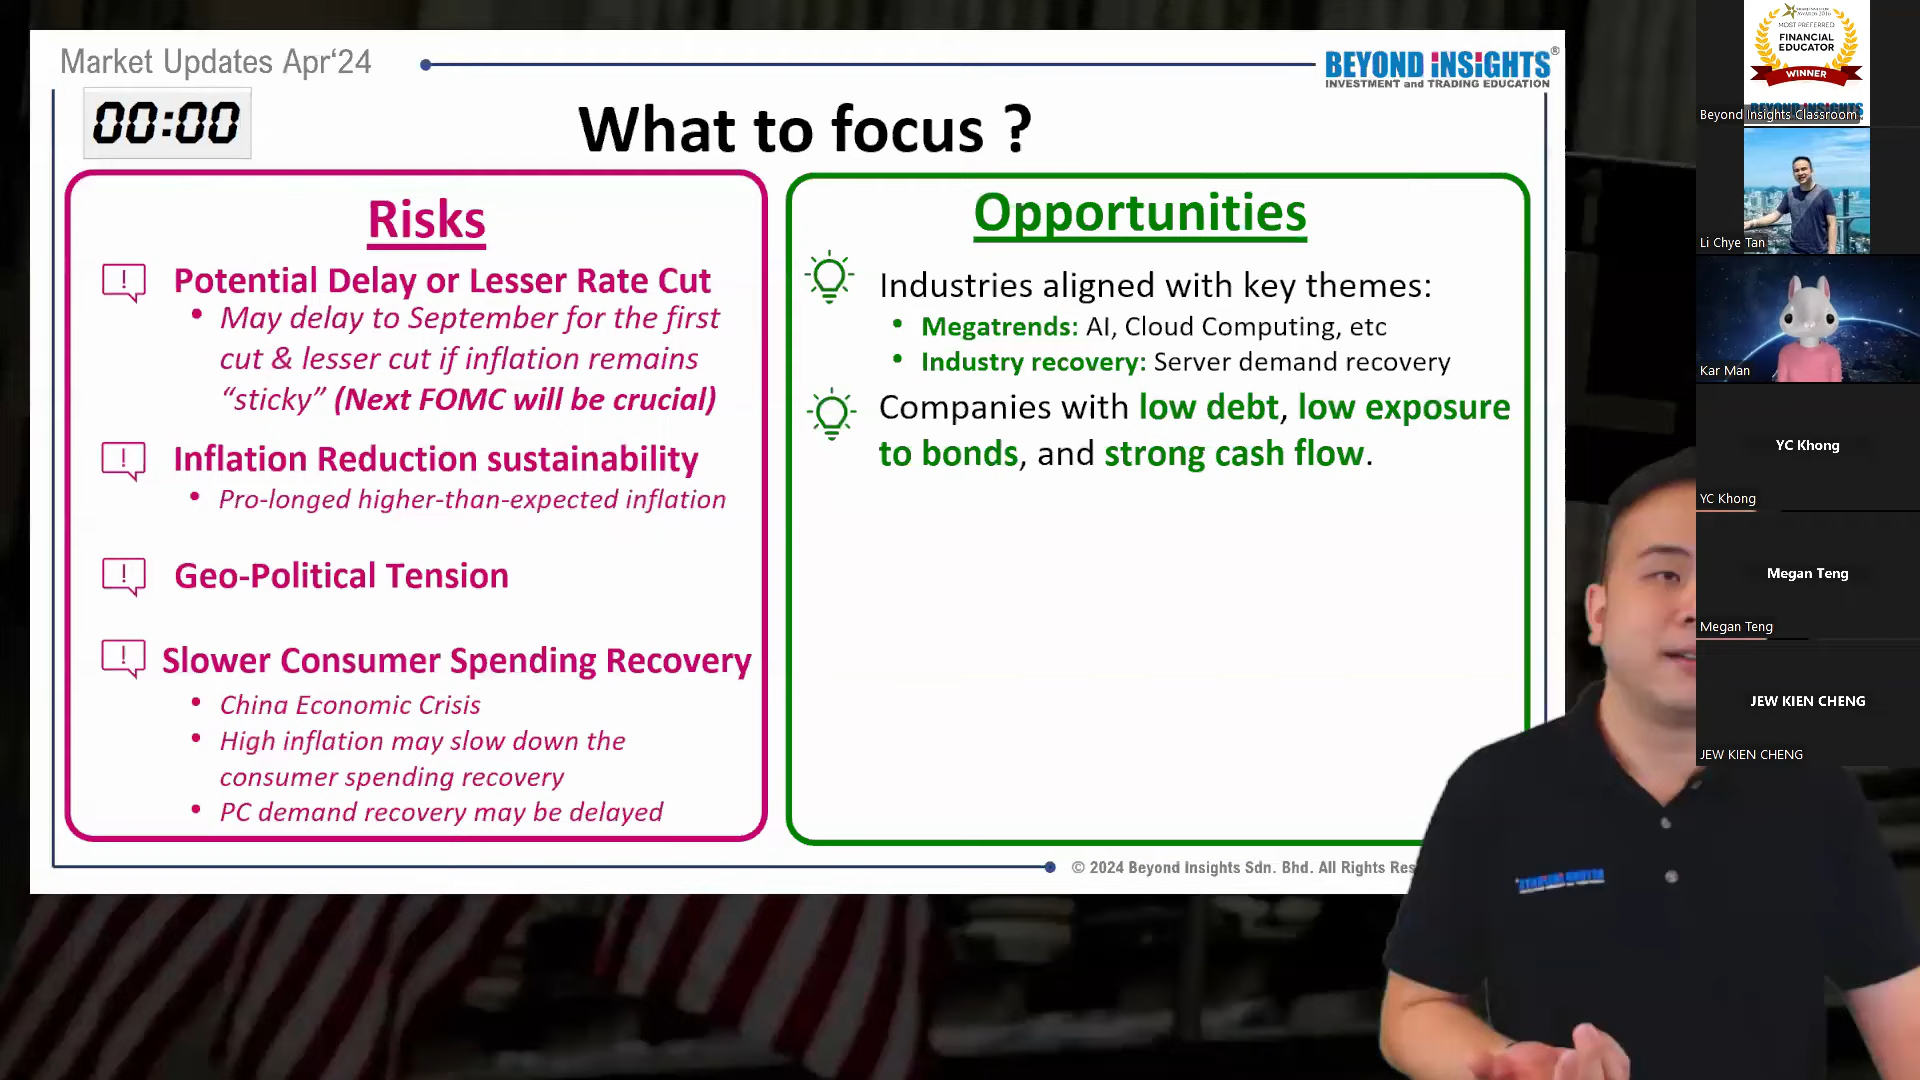 Market Updates Apr‘24
BEYOND iNSiGHTS®
INVESTMENT and TRADING EDUCATION
00:00
What to focus ?
Risks
Potential Delay or Lesser Rate Cut
• May delay to September for the first
cut & lesser cut if inflation remains
“sticky” (Next FOMC will be crucial)
Inflation Reduction sustainability
• Pro-longed higher-than-expected inflation
Geo-Political Tension
Slower Consumer Spending Recovery
• China Economic Crisis
• High inflation may slow down the
consumer spending recovery
• PC demand recovery may be delayed
Opportunities
Industries aligned with key themes:
• Megatrends: AI, Cloud Computing, etc
• Industry recovery: Server demand recovery
Companies with low debt, low exposure
to bonds, and strong cash flow.
© 2024 Beyond Insights Sdn. Bhd. All Rights Res
MOST PREFERRED
FINANCIAL
EDUCATOR
WINNER
BEYOND iNSiGHTS
Beyond Insights Classroom
Li Chye Tan
Kar Man
YC Khong
YC Khong
Megan Teng
Megan Teng
JEW KIEN CHENG
JEW KIEN CHENG